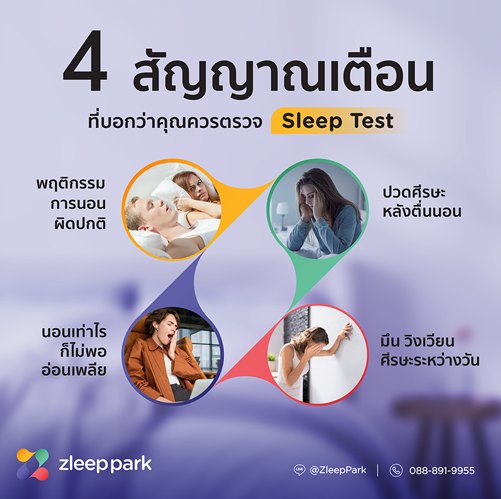 4 สัญญาณเตือน
ที่บอกว่าคุณควรตรวจ Sleep Test
พฤติกรรม
การนอน
ผิดปกติ
ปวดศีรษะ
หลังตื่นนอน
นอนเท่าไร
ก็ไม่พอ
อ่อนเพลีย
มึน วิงเวียน
ศีรษะระหว่างวัน
zleeppark
@ZleepPark | 088-891-9955